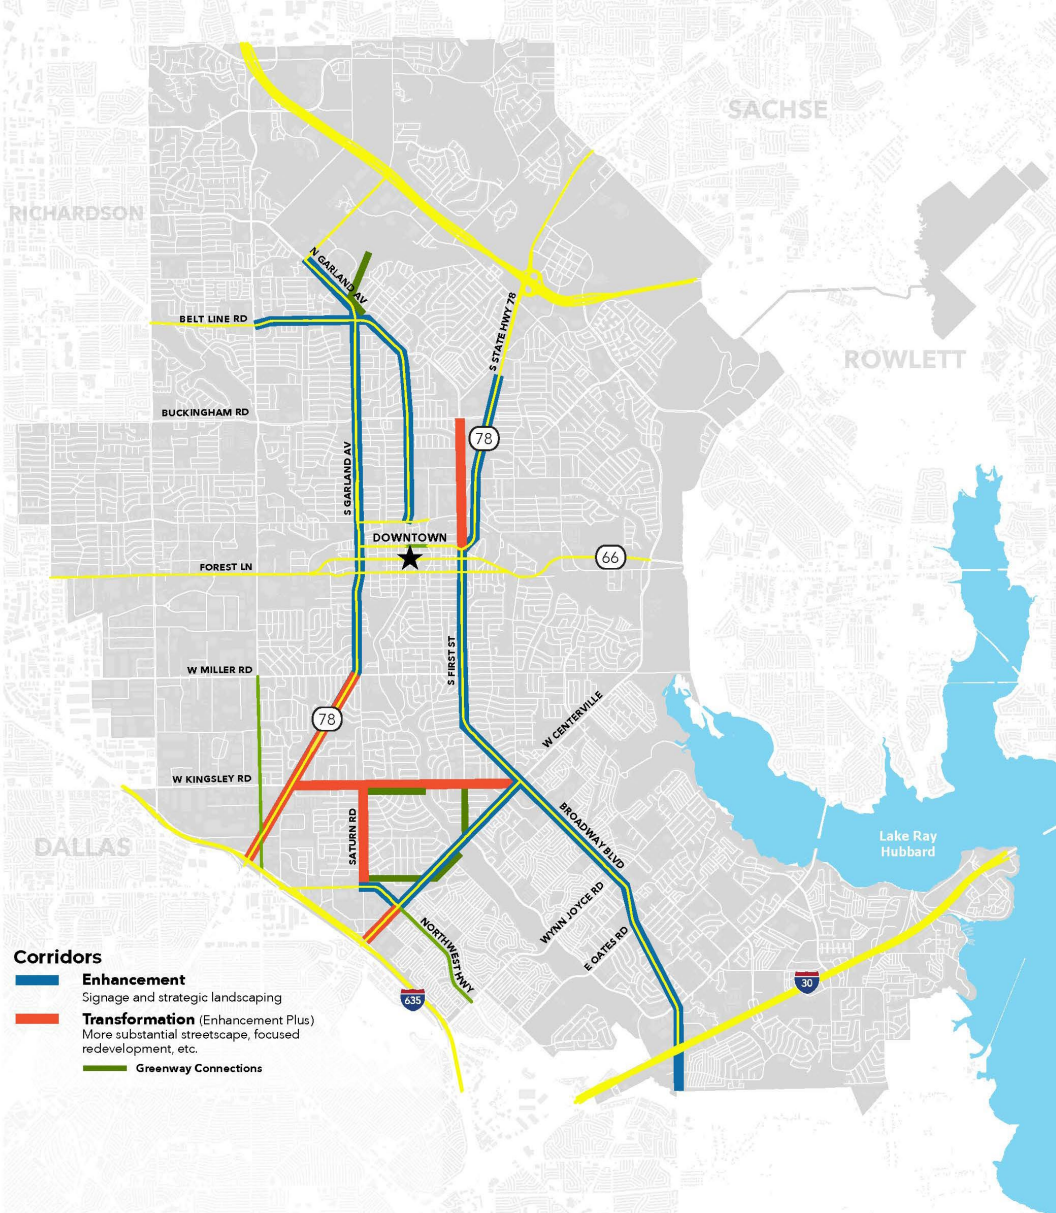 SACHSE
RICHARDSON
N GARLAND AV
BELT LINE RD
S STATE HWY 78
ROWLETT
BUCKINGHAM RD
78
S GARLAND AV
DOWNTOWN
66
FOREST LN
W MILLER RD
S FIRST ST
78
W CENTERVILLE
W KINGSLEY RD
SATURN RD
BROADWAY BLVD
DALLAS
Lake Ray
Hubbard
WYNN JOYCE RD
E OATES RD
NORTHWEST HWY
30
635
Corridors
Enhancement
Signage and strategic landscaping
Transformation (Enhancement Plus)
More substantial streetscape, focused
redevelopment, etc.
Greenway Connections